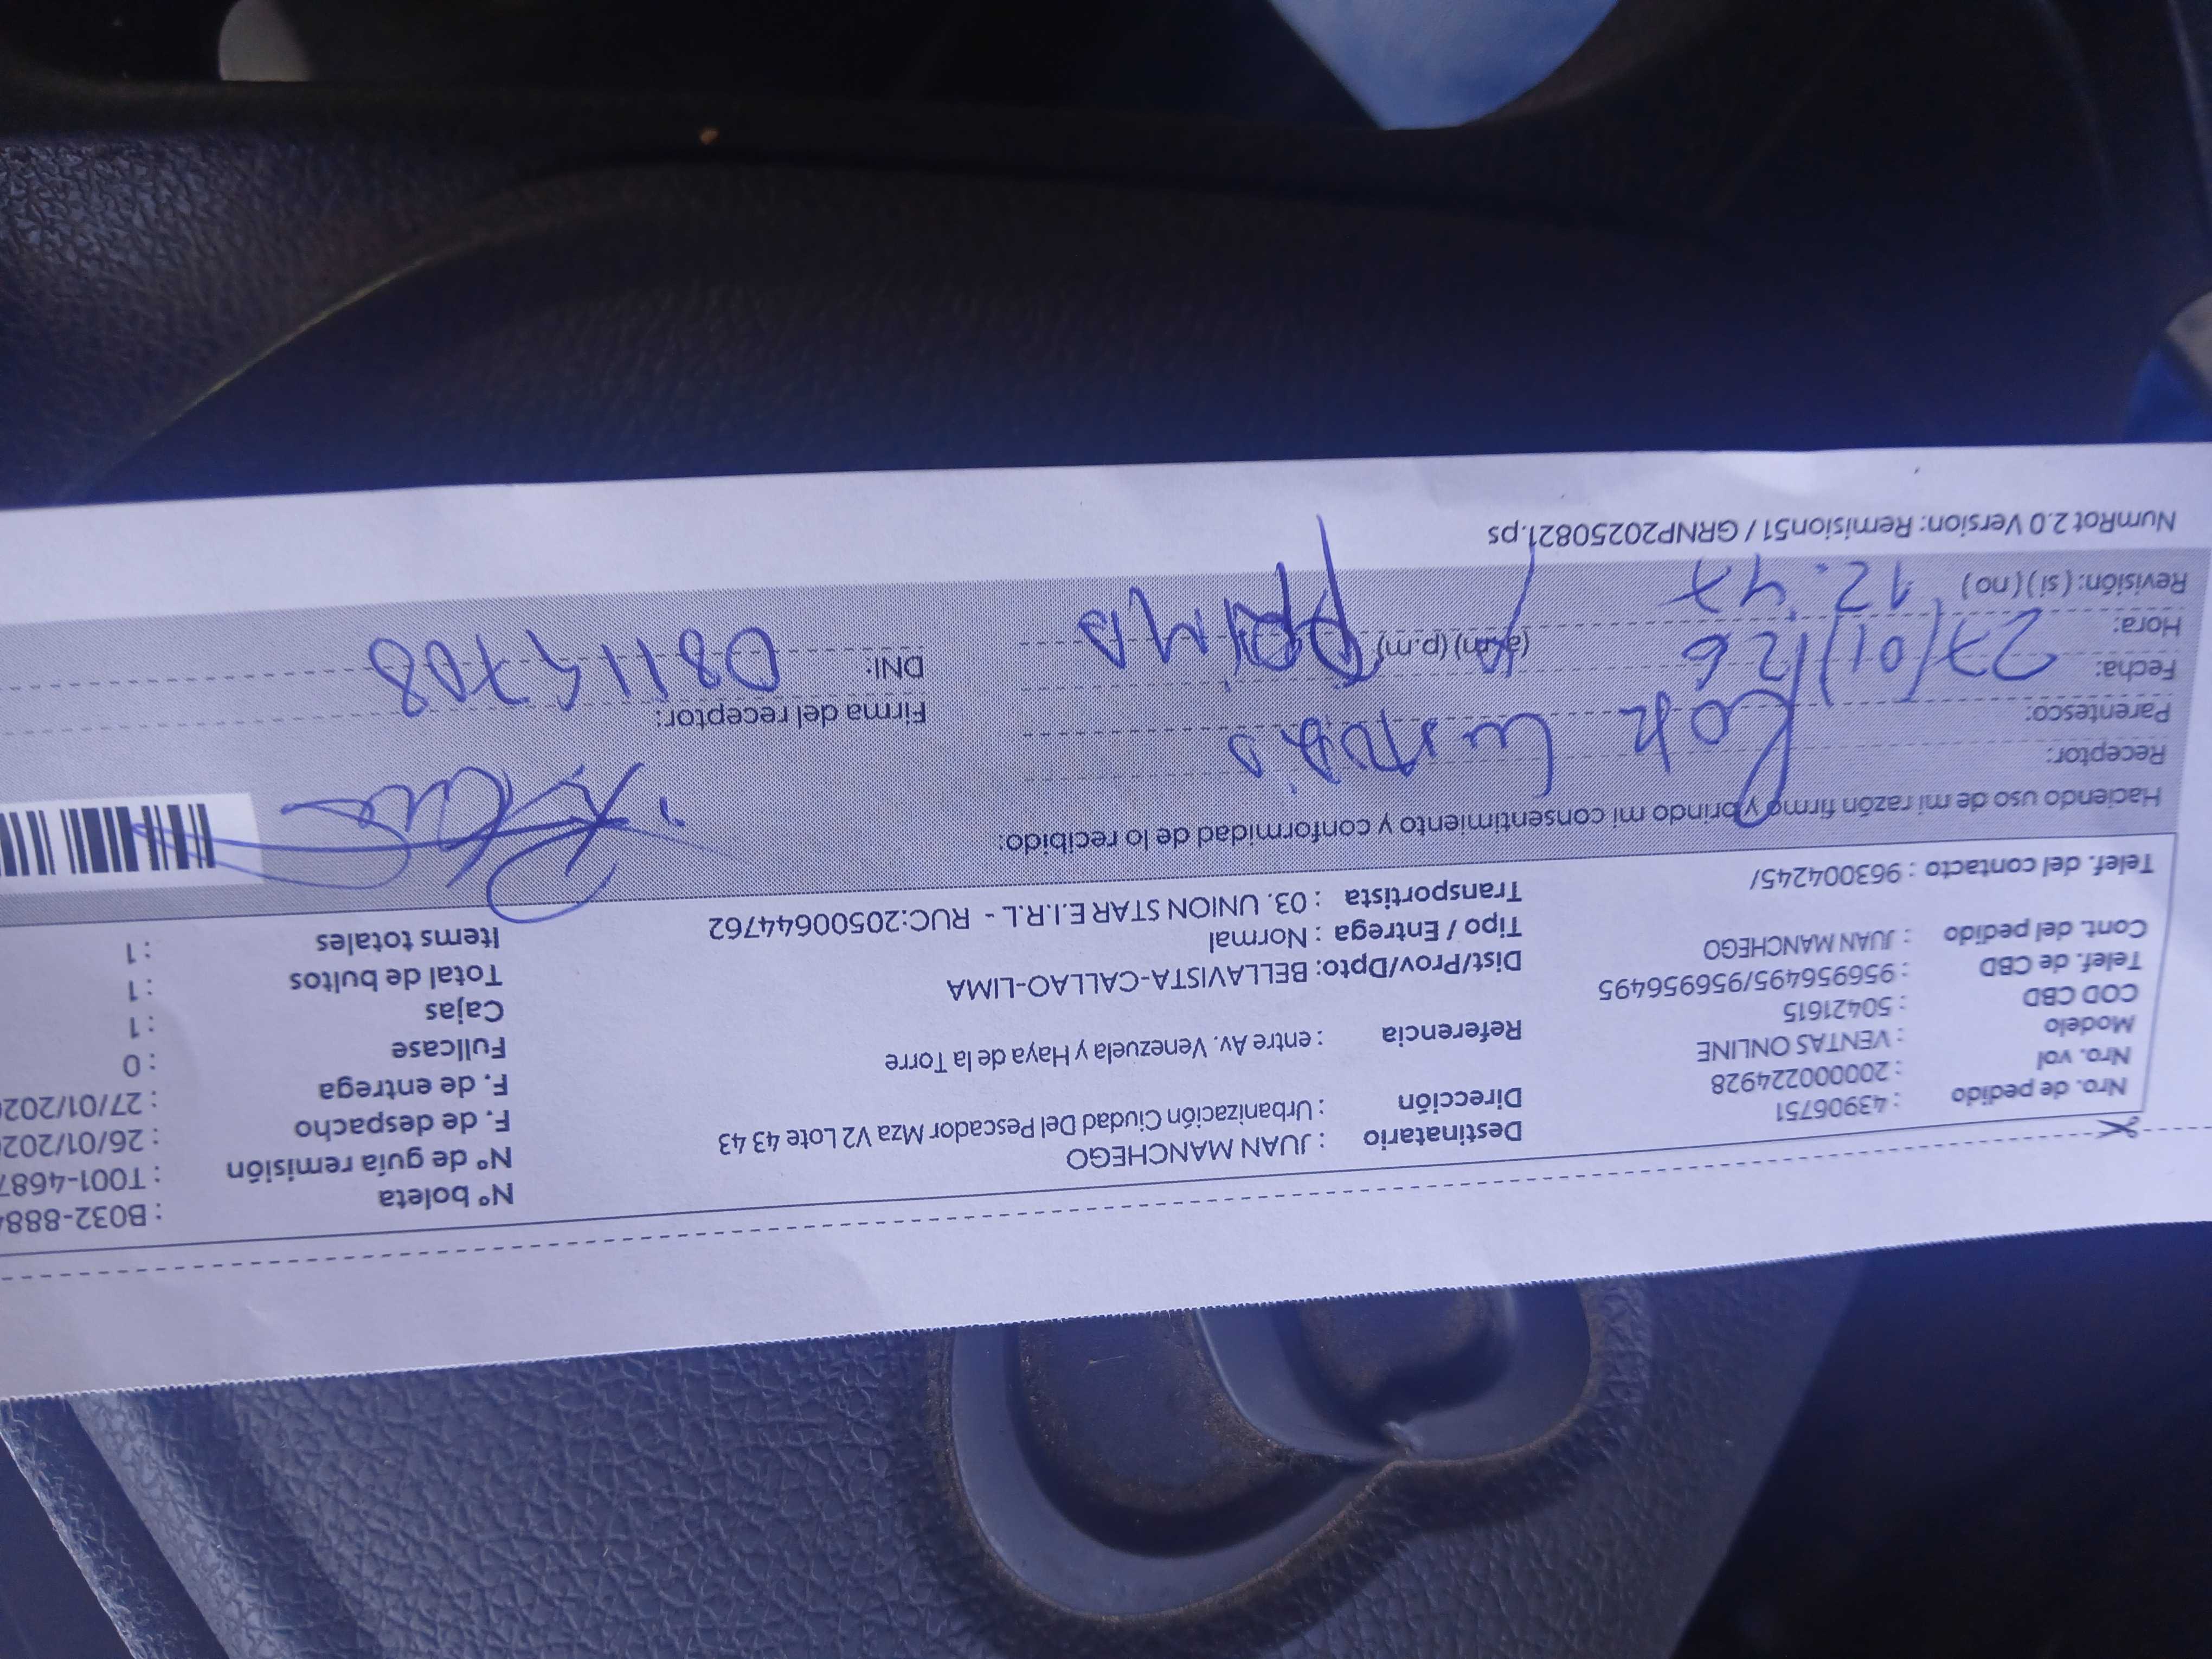 Nro. de pedido : 43906751
Nro. vol : 200000224928
Modelo : VENTAS ONLINE
COD CBD : 50421615
Telef. de CBD : 956956495/956956495
Cont. del pedido : JUAN MANCHEGO
Telef. del contacto : 963004245/
Destinatario : JUAN MANCHEGO
Dirección : Urbanización Ciudad Del Pescador Mza V2 Lote 43 43
Referencia : entre Av. Venezuela y Haya de la Torre
Dist/Prov/Dpto: BELLAVISTA-CALLAO-LIMA
Tipo / Entrega : Normal
Transportista : 03. UNION STAR E.I.R.L - RUC:20500644762
Nº boleta : B032-888
Nº de guía remisión : T001-4687
F. de despacho : 26/01/202
F. de entrega : 27/01/202
Fullcase : 0
Cajas : 1
Total de bultos : 1
Items totales : 1
Haciendo uso de mi razón firmo y brindo mi consentimiento y conformidad de lo recibido:
Receptor:
Parentesco: Custodio
Fecha: 27/01/26
Hora: (a.m) (p.m)
Revisión: ( si ) ( no ) 12.47
Firma del receptor:
DNI:
NumRot 2.0 Version: Remision51 / GRNP20250821.ps